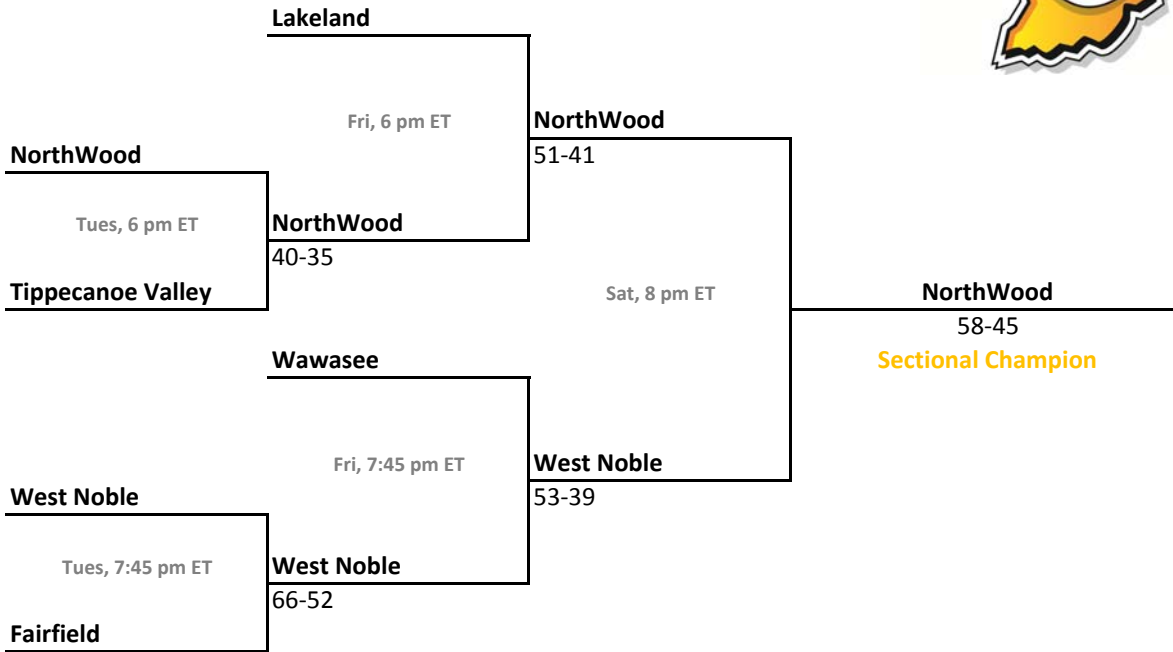 Lakeland
Fri, 6 pm ET
NorthWood
51-41
NorthWood
Tues, 6 pm ET
NorthWood
40-35
Tippecanoe Valley
Sat, 8 pm ET
NorthWood
58-45
Sectional Champion
Wawasee
Fri, 7:45 pm ET
West Noble
53-39
West Noble
Tues, 7:45 pm ET
West Noble
66-52
Fairfield